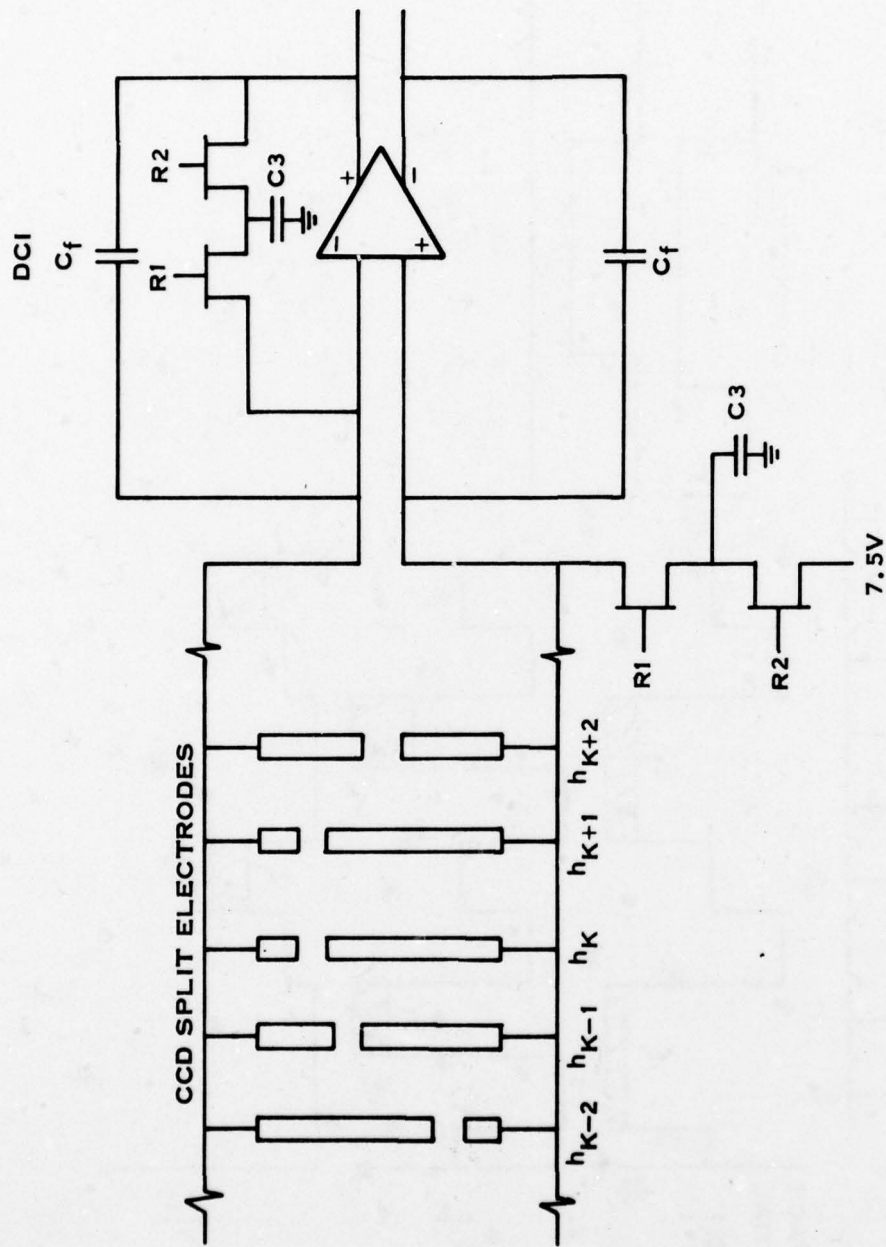 DCI
Cf
R1
R2
C3
+
−
−
+
Cf
CCD SPLIT ELECTRODES
hK−2
hK−1
hK
hK+1
hK+2
R1
C3
R2
7.5V